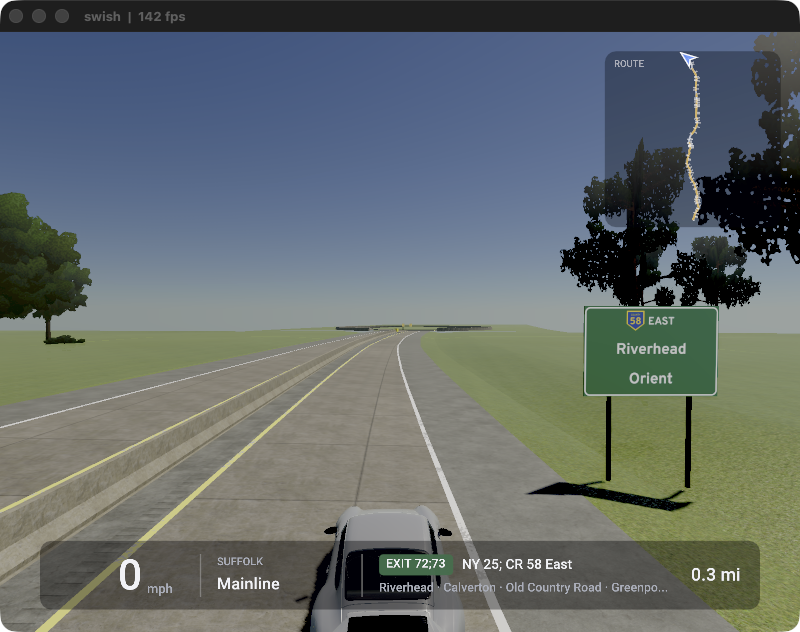 swish | 142 fps
ROUTE
58 EAST
Riverhead
Orient
0 mph
SUFFOLK
Mainline
EXIT 72;73 NY 25; CR 58 East
Riverhead · Calverton · Old Country Road · Greenpo...
0.3 mi